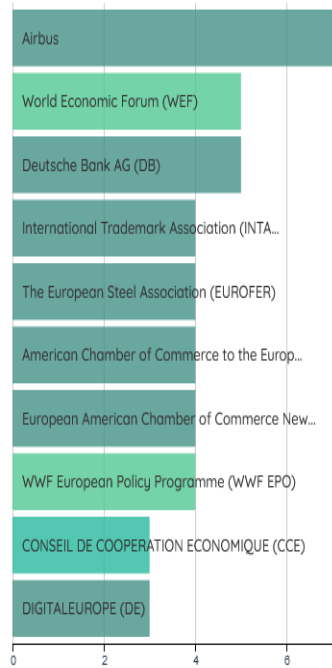 Airbus
World Economic Forum (WEF)
Deutsche Bank AG (DB)
International Trademark Association (INTA...
The European Steel Association (EUROFER)
American Chamber of Commerce to the Europ...
European American Chamber of Commerce New...
WWF European Policy Programme (WWF EPO)
CONSEIL DE COOPERATION ECONOMIQUE (CCE)
DIGITALEUROPE (DE)
0 2 4 6